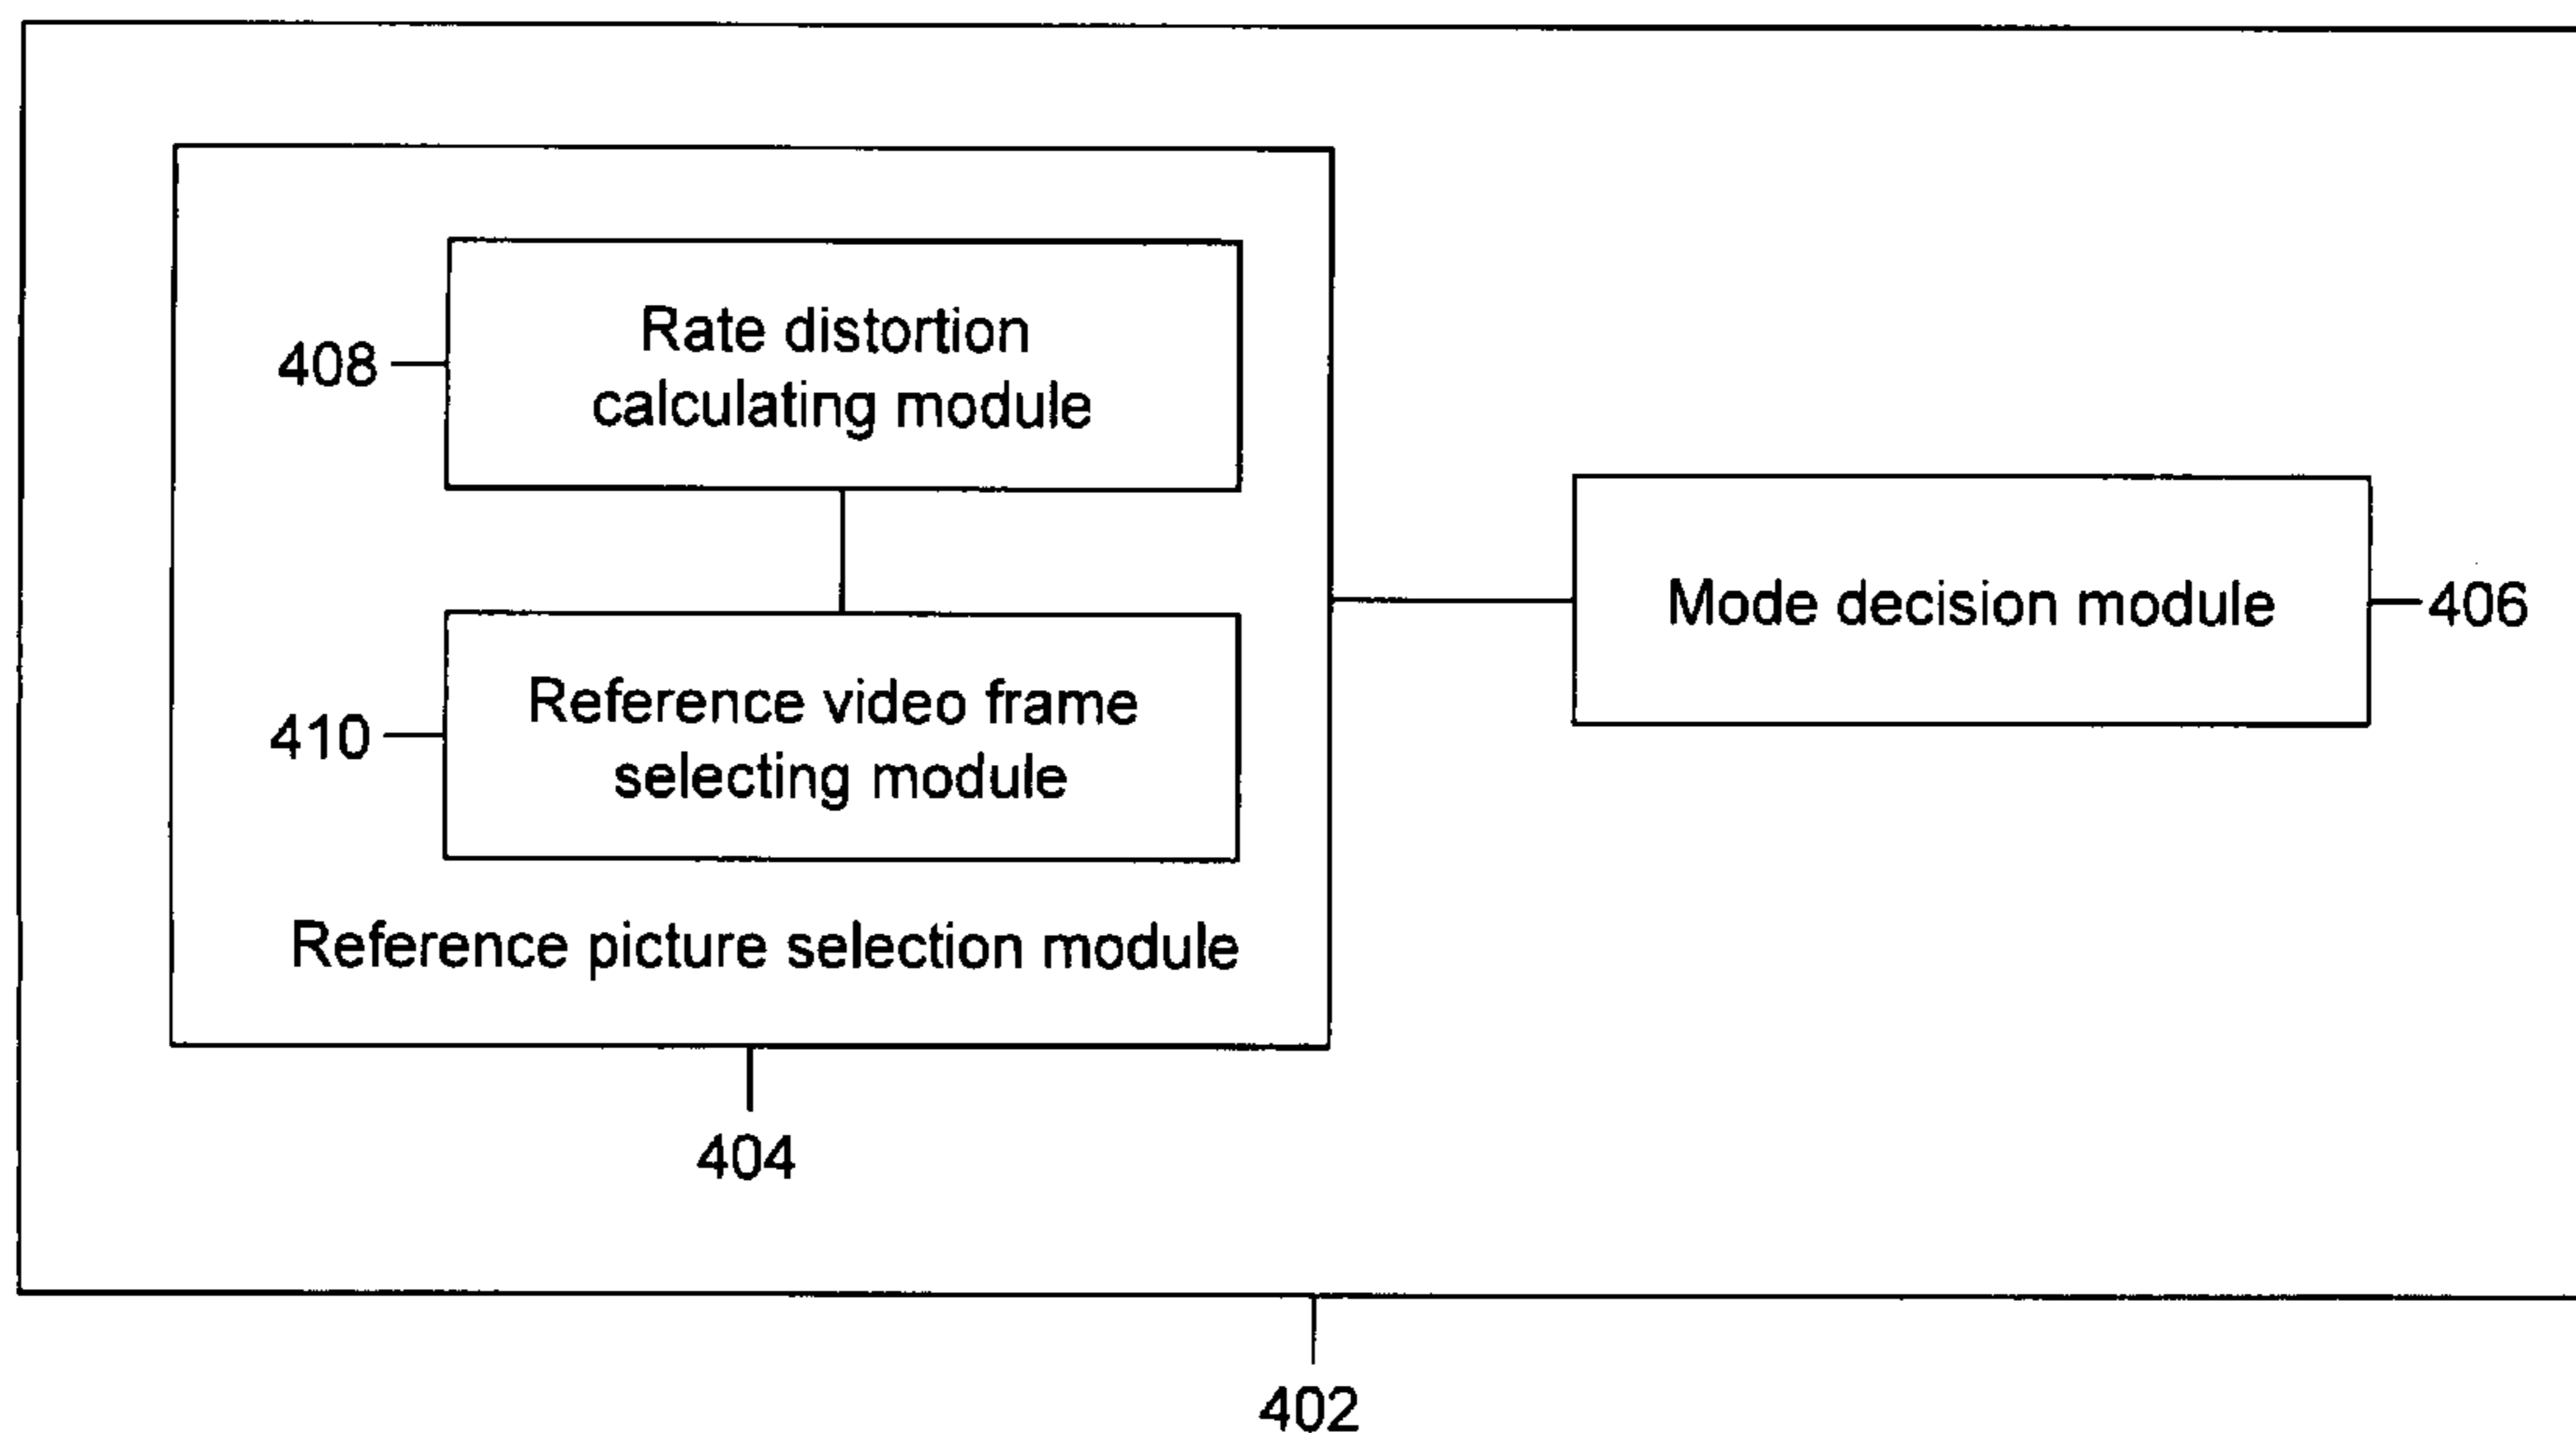 Rate distortion
calculating module
408
Reference video frame
selecting module
410
Reference picture selection module
404
Mode decision module
406
402